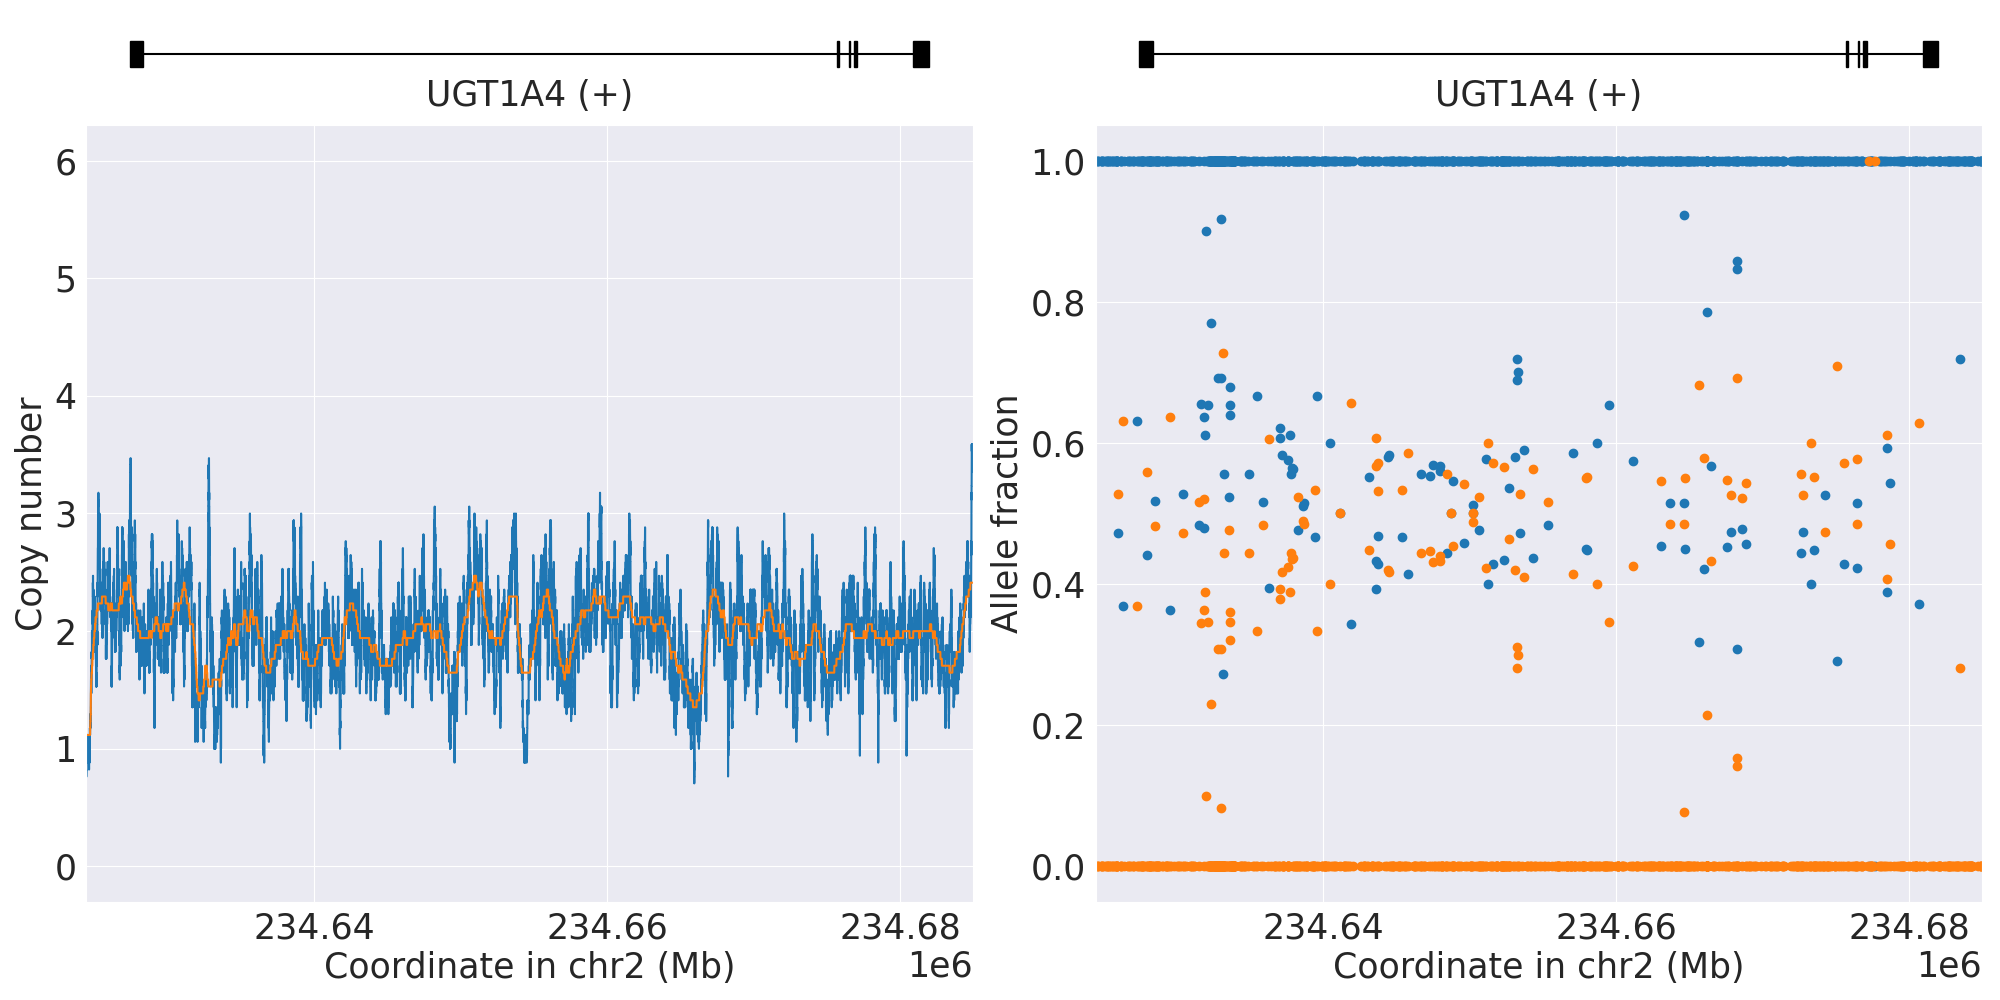 UGT1A4 (+)
6
5
4
3
2
1
0
Copy number
234.64 234.66 234.68
1e6
Coordinate in chr2 (Mb)
UGT1A4 (+)
1.0
0.8
0.6
0.4
0.2
0.0
Allele fraction
234.64 234.66 234.68
1e6
Coordinate in chr2 (Mb)